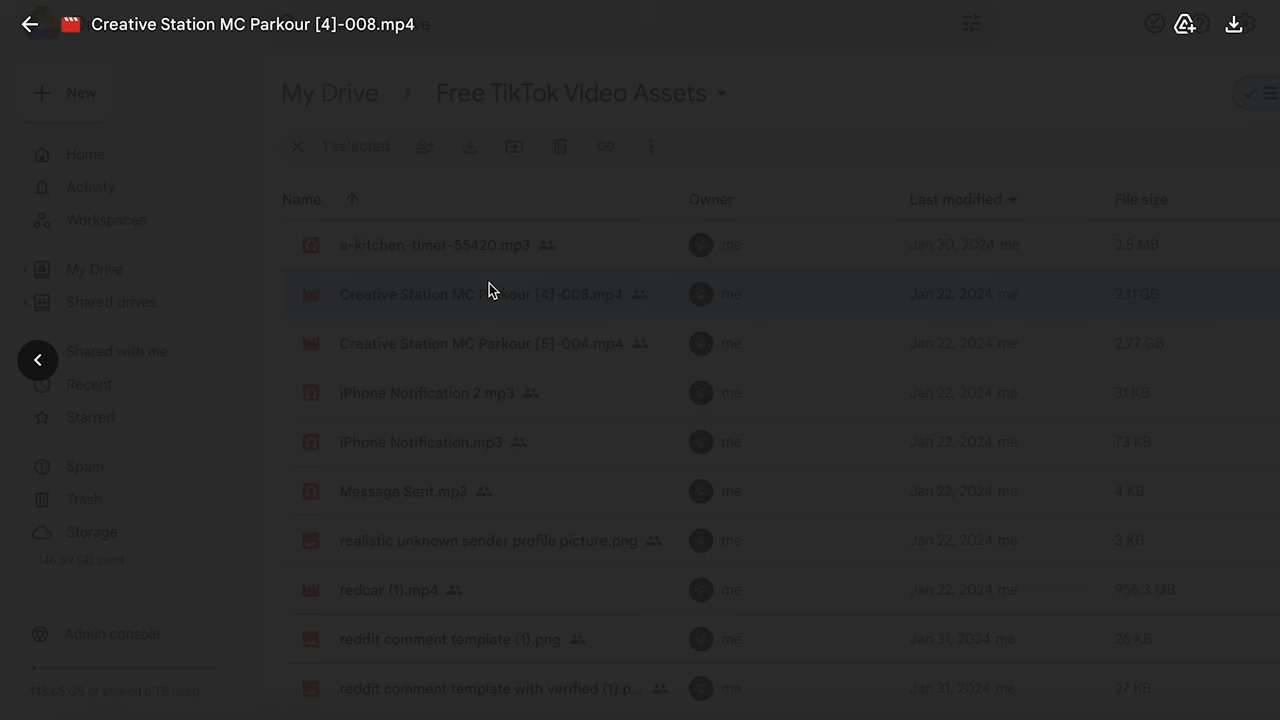 Creative Station MC Parkour [4]-008.mp4
New
My Drive > Free TikTok Video Assets
1 selected
Home
Activity
Workspaces
My Drive
Shared drives
Shared with me
Recent
Starred
Spam
Trash
Storage
146.69 GB used
Admin console
148.65 GB of shared 6 TB used
Name Owner Last modified File size
a-kitchen-timer-55420.mp3 me Jan 30, 2024 me 2.5 MB
Creative Station MC Parkour [4]-008.mp4 me Jan 22, 2024 me 2.11 GB
Creative Station MC Parkour [5]-004.mp4 me Jan 22, 2024 me 2.77 GB
iPhone Notification 2.mp3 me Jan 22, 2024 me 31 KB
iPhone Notification.mp3 me Jan 22, 2024 me 73 KB
Message Sent.mp3 me Jan 22, 2024 me 4 KB
realistic unknown sender profile picture.png me Jan 22, 2024 me 3 KB
redcar (1).mp4 me Jan 22, 2024 me 956.3 MB
reddit comment template (1).png me Jan 31, 2024 me 26 KB
reddit comment template with verified (1).p... me Jan 31, 2024 me 27 KB